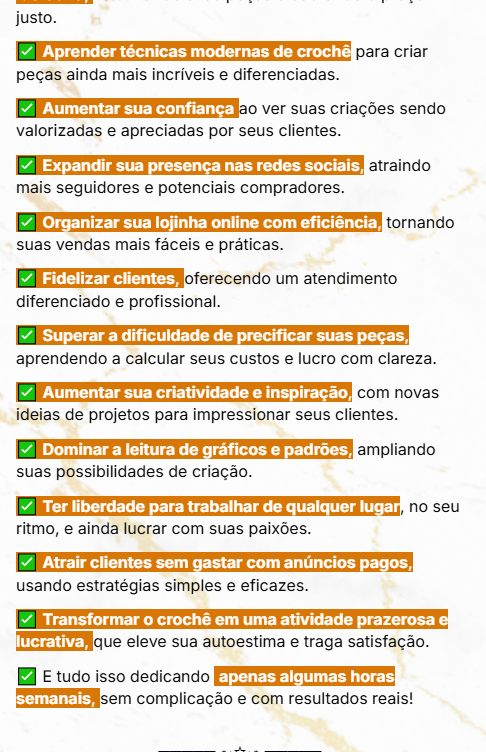 justo.
✅ Aprender técnicas modernas de crochê para criar
peças ainda mais incríveis e diferenciadas.
✅ Aumentar sua confiança ao ver suas criações sendo
valorizadas e apreciadas por seus clientes.
✅ Expandir sua presença nas redes sociais, atraindo
mais seguidores e potenciais compradores.
✅ Organizar sua lojinha online com eficiência, tornando
suas vendas mais fáceis e práticas.
✅ Fidelizar clientes, oferecendo um atendimento
diferenciado e profissional.
✅ Superar a dificuldade de precificar suas peças,
aprendendo a calcular seus custos e lucro com clareza.
✅ Aumentar sua criatividade e inspiração, com novas
ideias de projetos para impressionar seus clientes.
✅ Dominar a leitura de gráficos e padrões, ampliando
suas possibilidades de criação.
✅ Ter liberdade para trabalhar de qualquer lugar, no seu
ritmo, e ainda lucrar com suas paixões.
✅ Atrair clientes sem gastar com anúncios pagos,
usando estratégias simples e eficazes.
✅ Transformar o crochê em uma atividade prazerosa e
lucrativa, que eleve sua autoestima e traga satisfação.
✅ E tudo isso dedicando apenas algumas horas
semanais, sem complicação e com resultados reais!